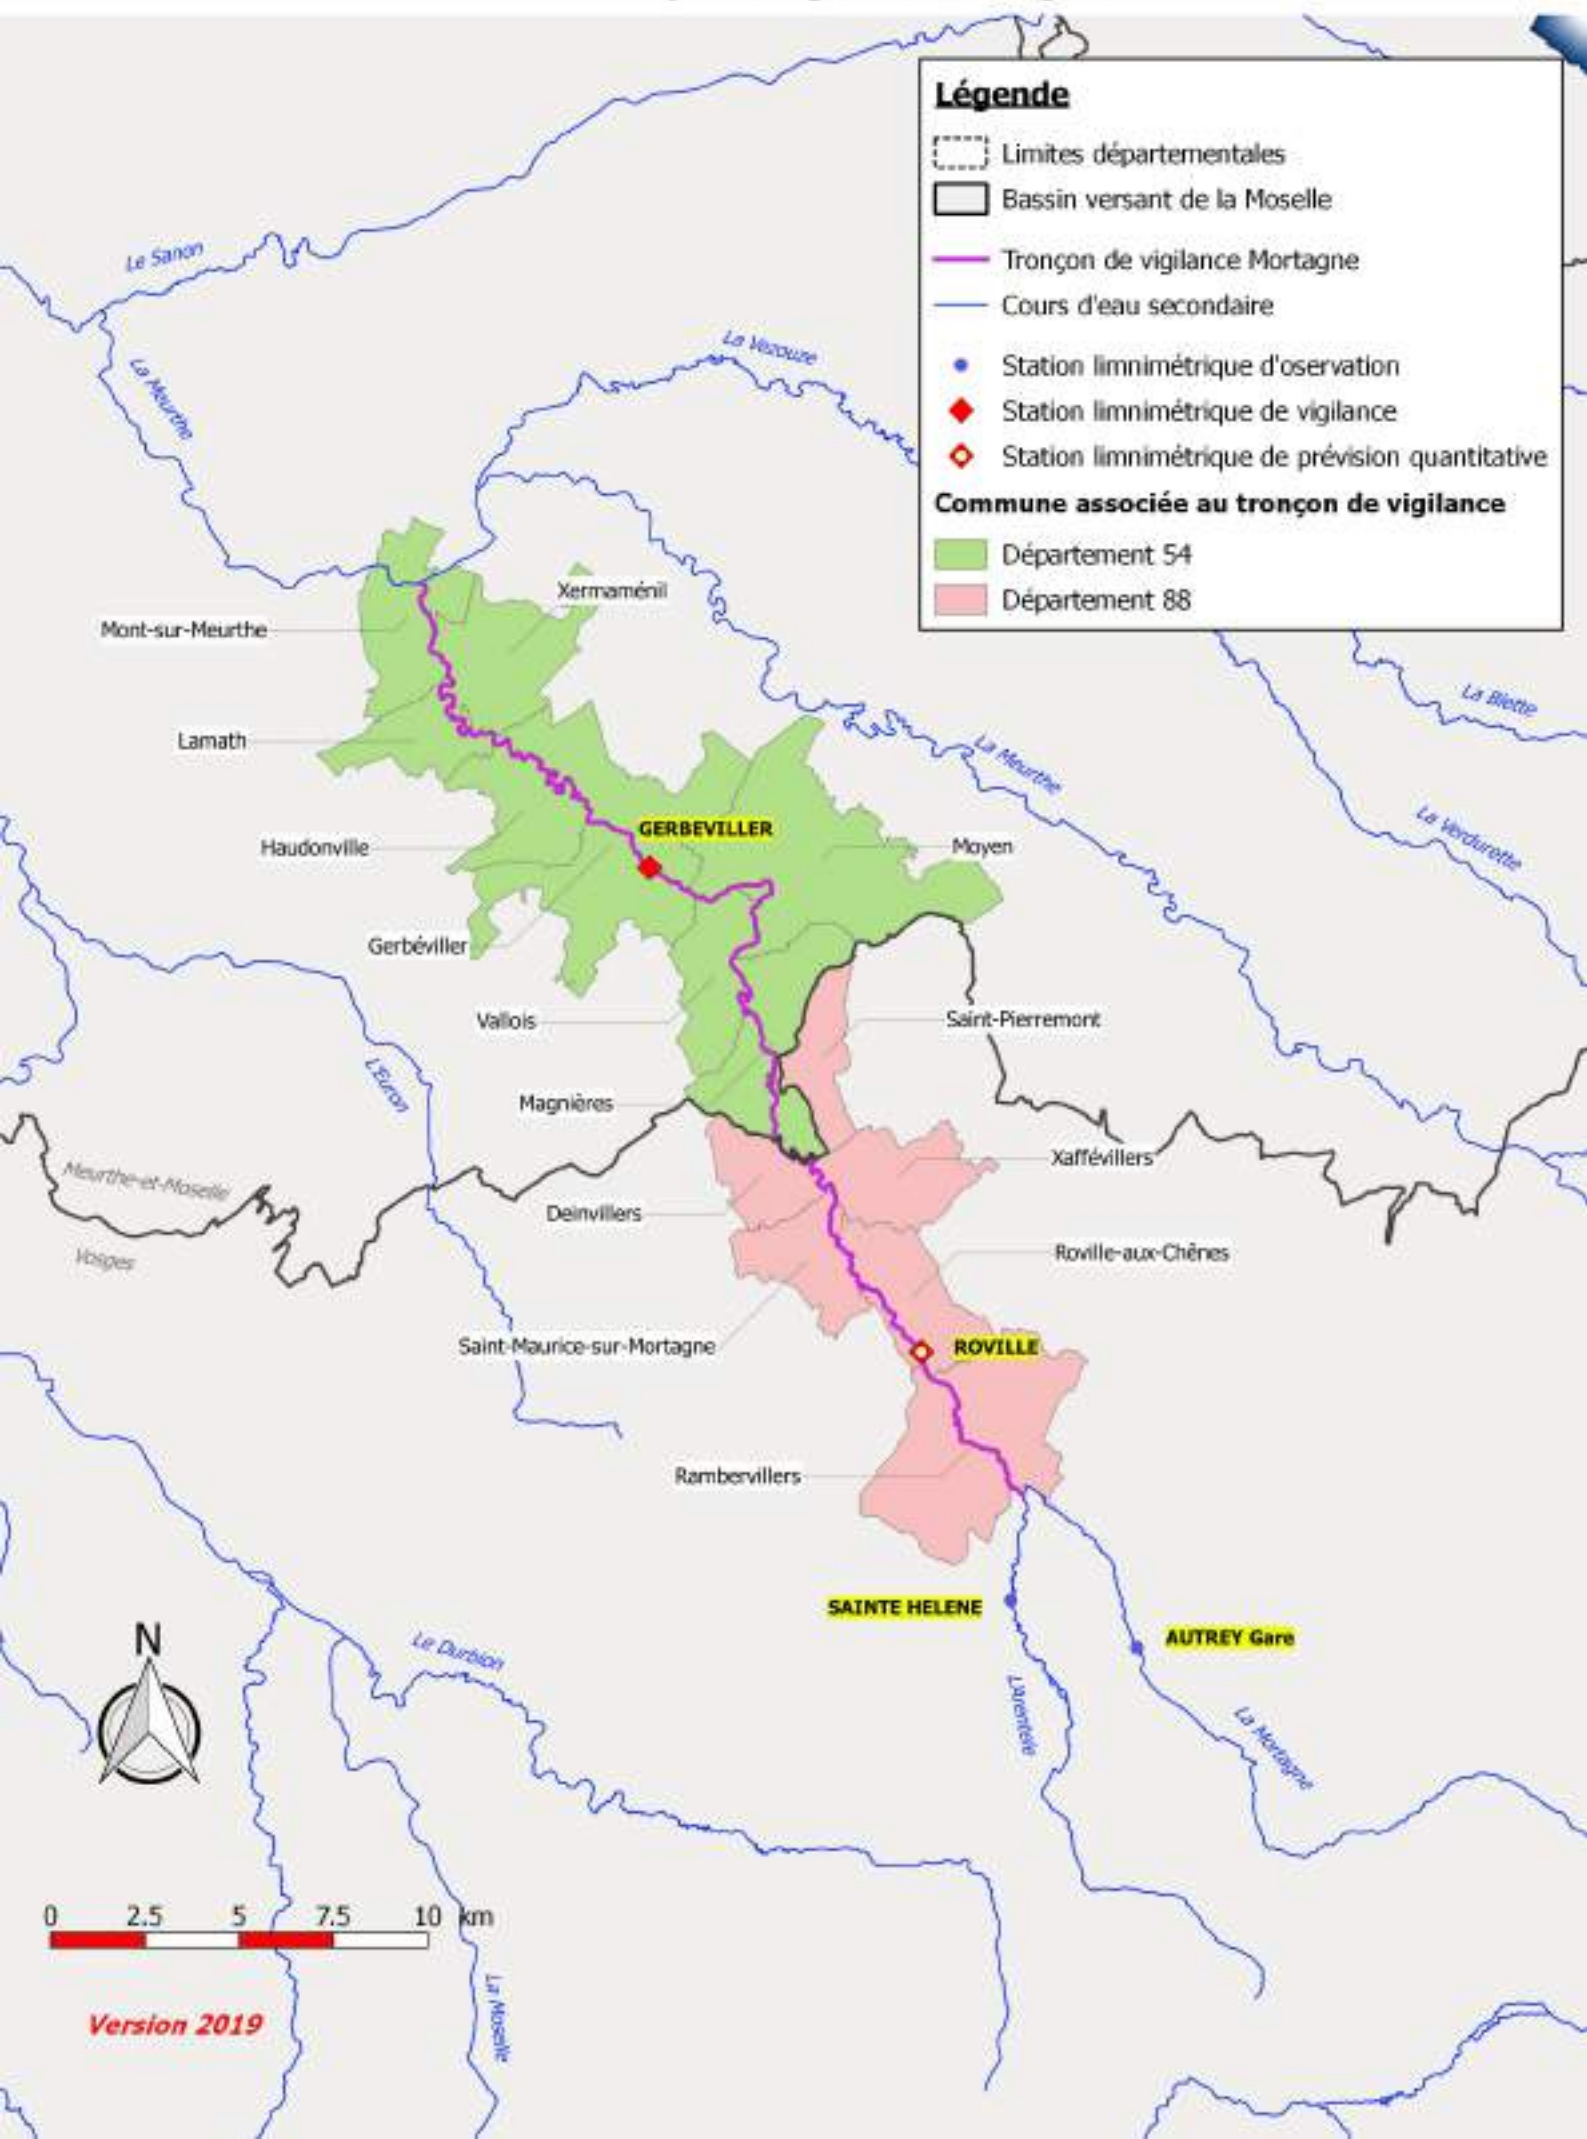 Légende
Limites départementales
Bassin versant de la Moselle
Tronçon de vigilance Mortagne
Cours d'eau secondaire
Station limnimétrique d'oservation
Station limnimétrique de vigilance
Station limnimétrique de prévision quantitative
Commune associée au tronçon de vigilance
Département 54
Département 88
Le Sanon
La Meurthe
La Vezouze
Xermaménil
Mont-sur-Meurthe
La Blette
Lamath
La Meurthe
La Verdurette
GERBEVILLER
Haudonville
Moyen
Gerbéviller
Vallois
Saint-Pierremont
L'Euron
Magnières
Xaffévillers
Meurthe-et-Moselle
Vosges
Deinvillers
Roville-aux-Chênes
Saint-Maurice-sur-Mortagne
ROVILLE
Rambervillers
SAINTE HELENE
AUTREY Gare
N
Le Durbion
L'Arentèle
La Mortagne
0 2.5 5 7.5 10 km
La Moselle
Version 2019